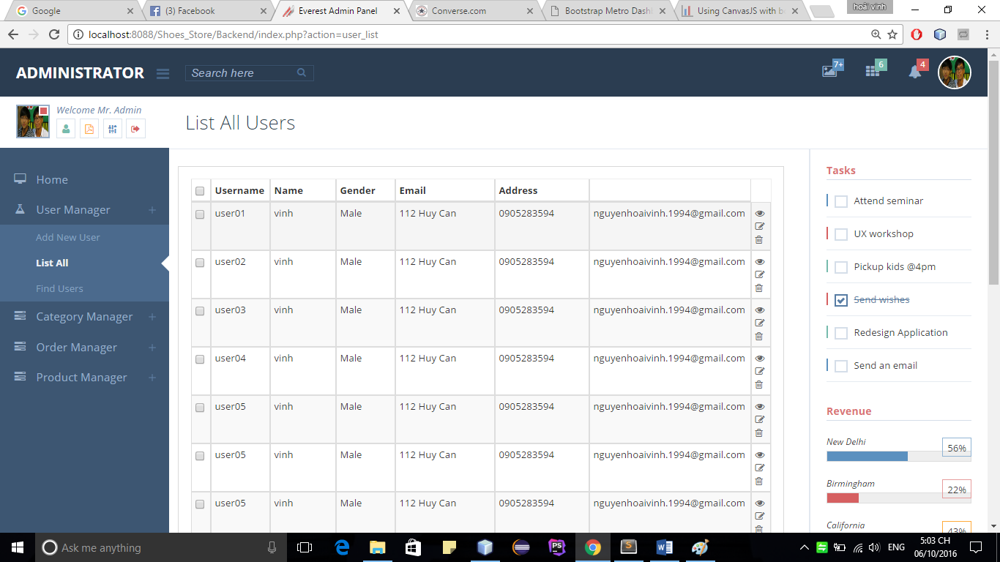 Google
(3) Facebook
Everest Admin Panel
Converse.com
Bootstrap Metro Dash
Using CanvasJS with b
hoài vinh
localhost:8088/Shoes_Store/Backend/index.php?action=user_list
ADMINISTRATOR
Search here
7+
6
4
Welcome Mr. Admin
List All Users
Home
User Manager +
Add New User
List All
Find Users
Category Manager +
Order Manager +
Product Manager +
Username Name Gender Email Address
user01 vinh Male 112 Huy Can 0905283594 nguyenhoaivinh.1994@gmail.com
user02 vinh Male 112 Huy Can 0905283594 nguyenhoaivinh.1994@gmail.com
user03 vinh Male 112 Huy Can 0905283594 nguyenhoaivinh.1994@gmail.com
user04 vinh Male 112 Huy Can 0905283594 nguyenhoaivinh.1994@gmail.com
user05 vinh Male 112 Huy Can 0905283594 nguyenhoaivinh.1994@gmail.com
user05 vinh Male 112 Huy Can 0905283594 nguyenhoaivinh.1994@gmail.com
user05 vinh Male 112 Huy Can 0905283594 nguyenhoaivinh.1994@gmail.com
Tasks
Attend seminar
UX workshop
Pickup kids @4pm
Send wishes
Redesign Application
Send an email
Revenue
New Delhi
56%
Birmingham
22%
California
43%
Ask me anything
PS
S
ENG
5:03 CH
06/10/2016